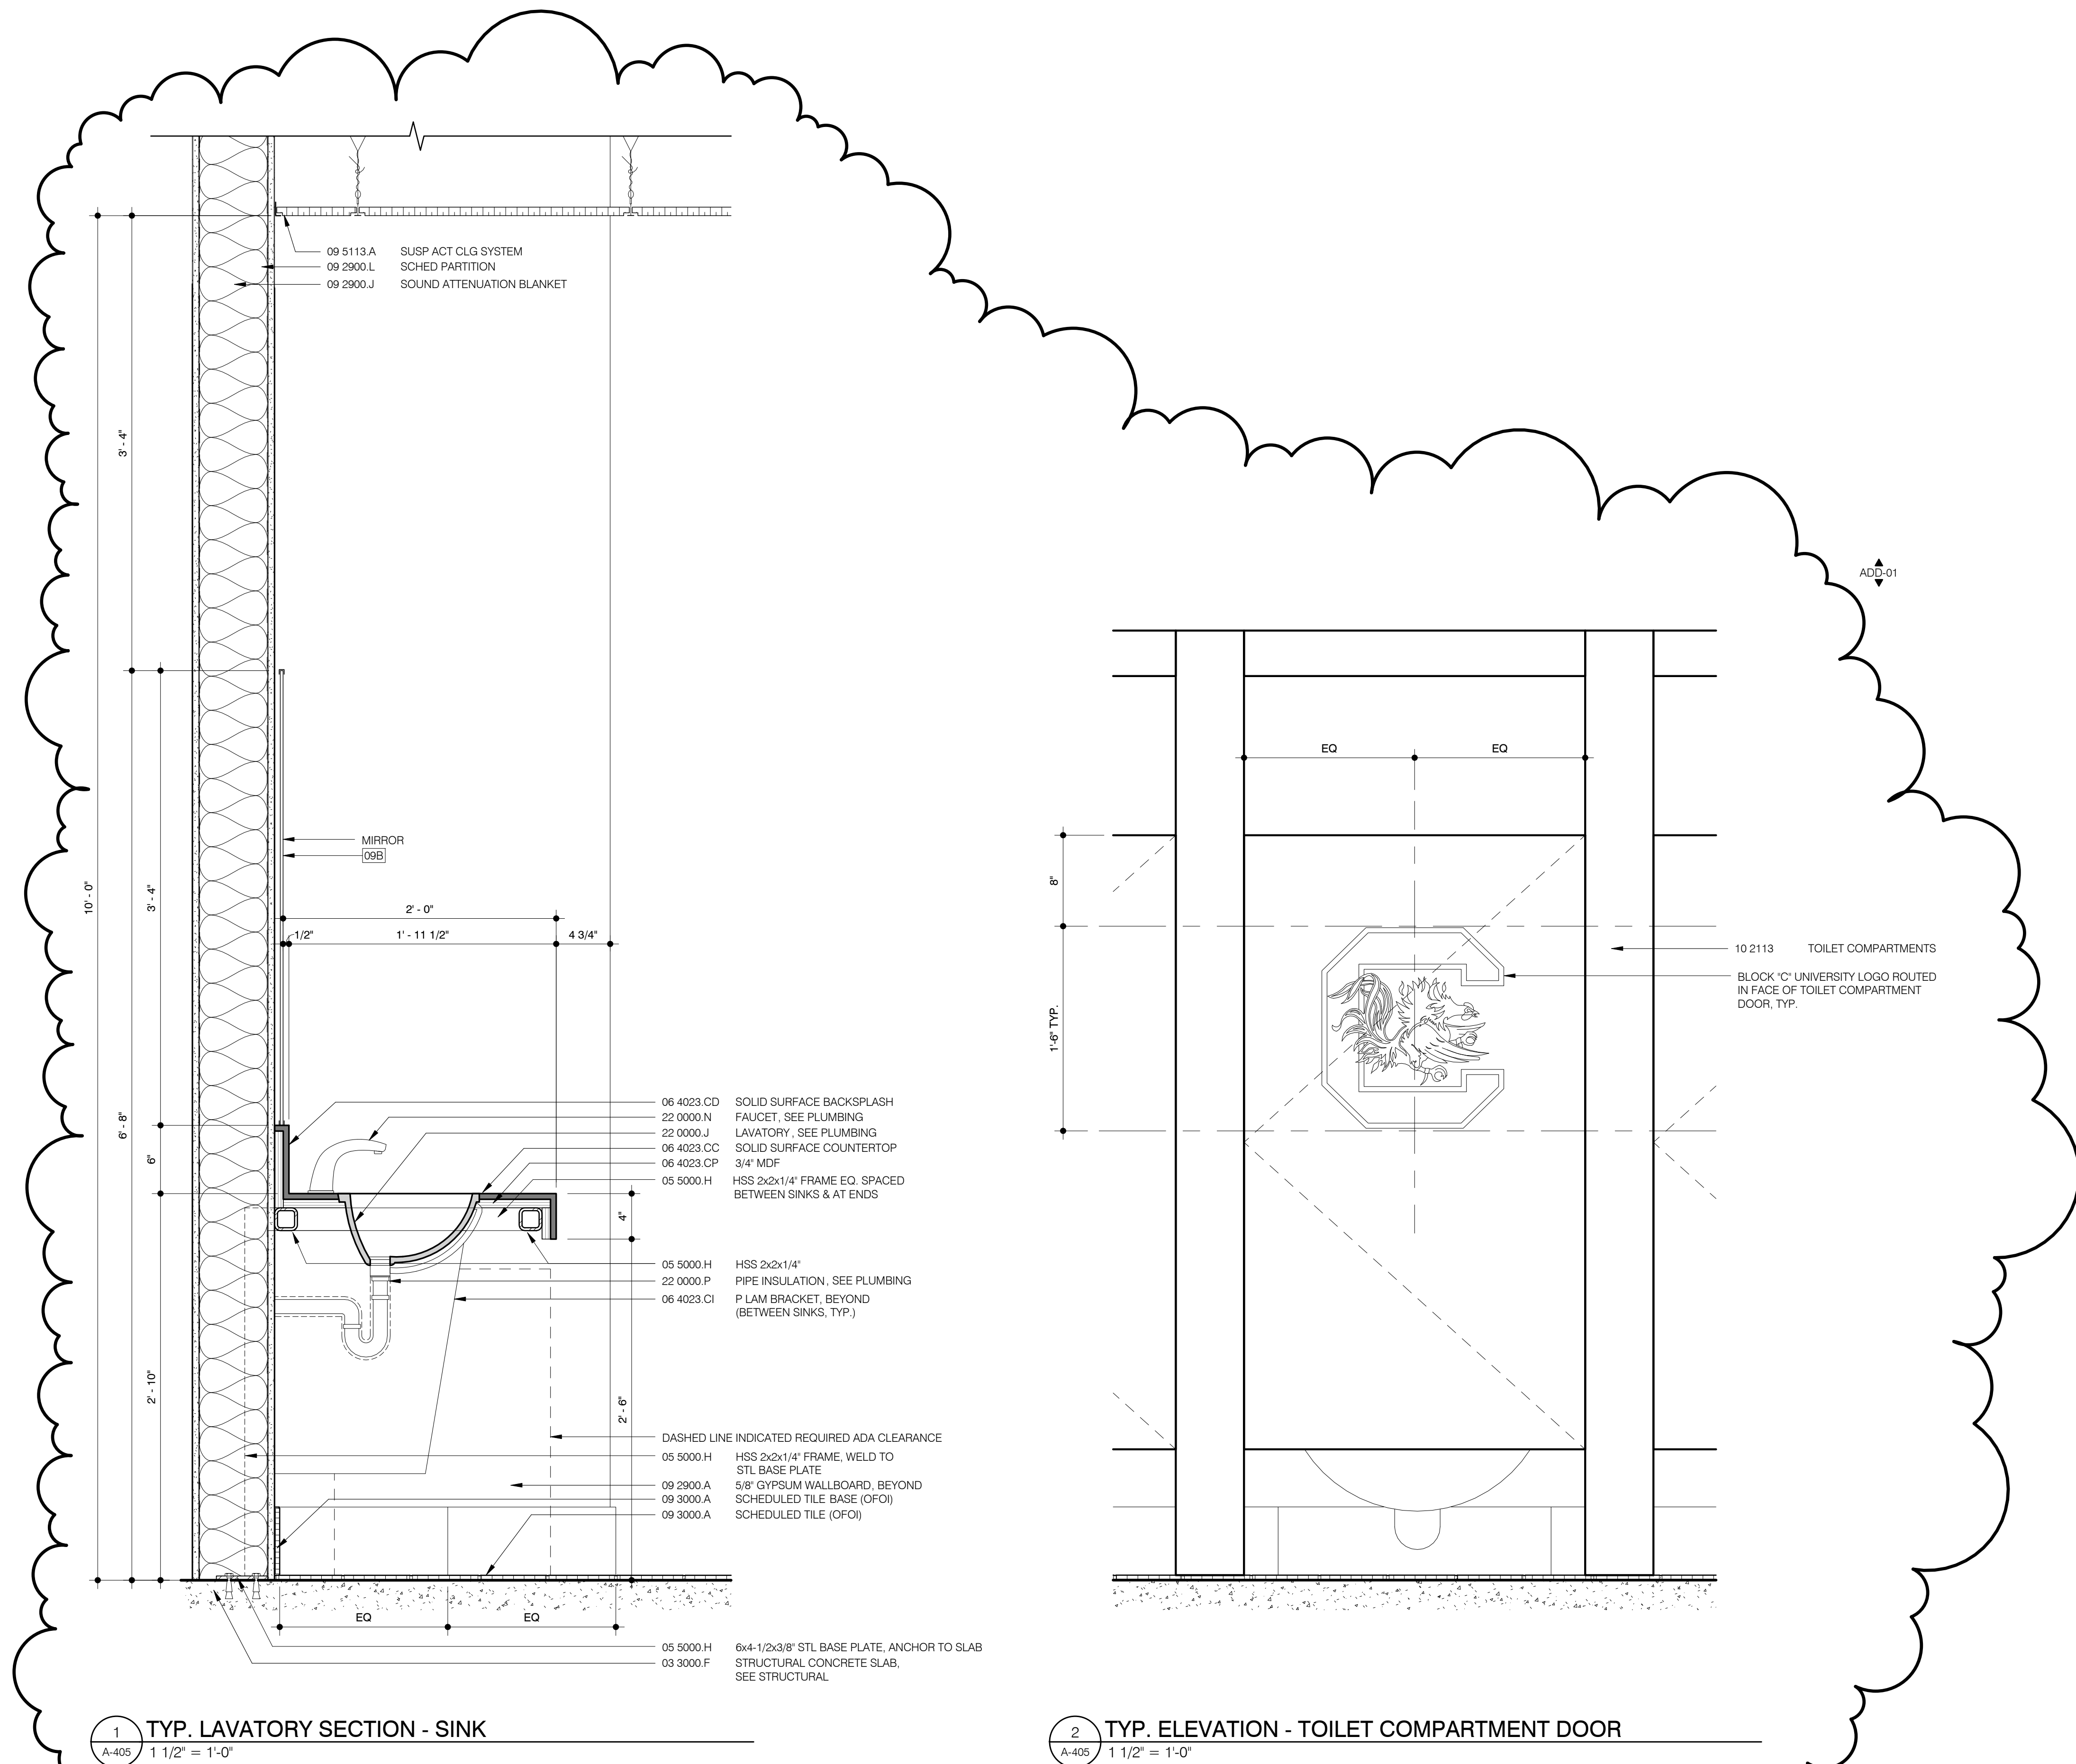 09 5113.A SUSP ACT CLG SYSTEM
09 2900.L SCHED PARTITION
09 2900.J SOUND ATTENUATION BLANKET
3' - 4"
10' - 0"
6' - 8"
3' - 4"
6"
2' - 10"
MIRROR
09B
2' - 0"
1/2"
1' - 11 1/2"
4 3/4"
06 4023.CD SOLID SURFACE BACKSPLASH
22 0000.N FAUCET, SEE PLUMBING
22 0000.J LAVATORY, SEE PLUMBING
06 4023.CC SOLID SURFACE COUNTERTOP
06 4023.CP 3/4" MDF
05 5000.H HSS 2x2x1/4" FRAME EQ. SPACED
BETWEEN SINKS & AT ENDS
4"
05 5000.H HSS 2x2x1/4"
22 0000.P PIPE INSULATION, SEE PLUMBING
06 4023.CI P LAM BRACKET, BEYOND
(BETWEEN SINKS, TYP.)
2' - 6"
DASHED LINE INDICATED REQUIRED ADA CLEARANCE
05 5000.H HSS 2x2x1/4" FRAME, WELD TO
STL BASE PLATE
09 2900.A 5/8" GYPSUM WALLBOARD, BEYOND
09 3000.A SCHEDULED TILE BASE (OFOI)
09 3000.A SCHEDULED TILE (OFOI)
EQ EQ
05 5000.H 6x4-1/2x3/8" STL BASE PLATE, ANCHOR TO SLAB
03 3000.F STRUCTURAL CONCRETE SLAB,
SEE STRUCTURAL
1 TYP. LAVATORY SECTION - SINK
A-405 1 1/2" = 1'-0"
ADD-01
EQ EQ
8"
1'-6" TYP.
10 2113 TOILET COMPARTMENTS
BLOCK "C" UNIVERSITY LOGO ROUTED
IN FACE OF TOILET COMPARTMENT
DOOR, TYP.
2 TYP. ELEVATION - TOILET COMPARTMENT DOOR
A-405 1 1/2" = 1'-0"